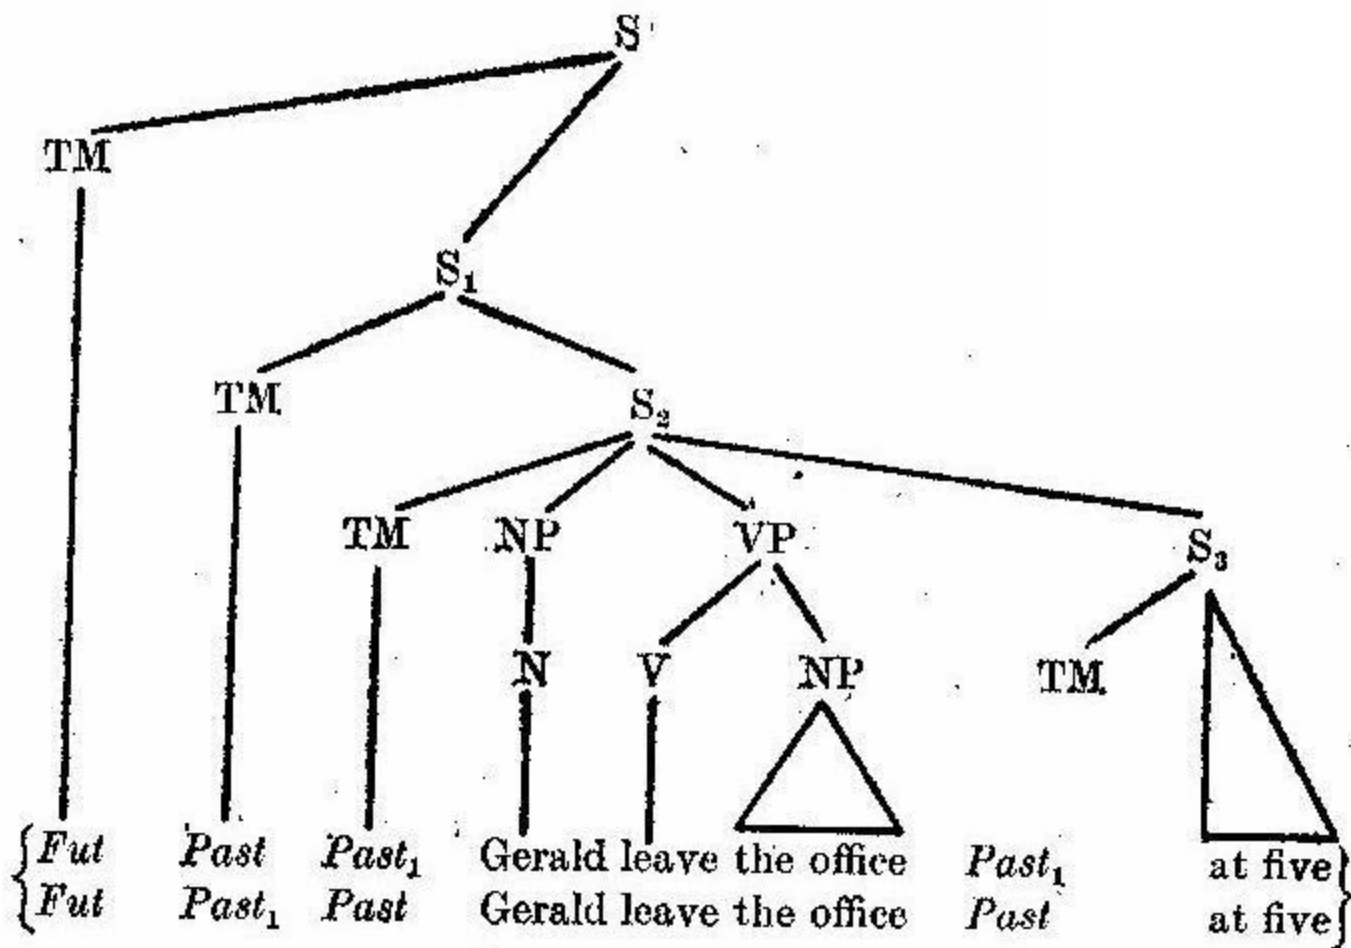 S
TM
S₁
TM
S₂
TM NP VP S₃
N V NP TM
{Fut Past Past₁ Gerald leave the office Past₁ at five}
{Fut Past₁ Past Gerald leave the office Past at five}